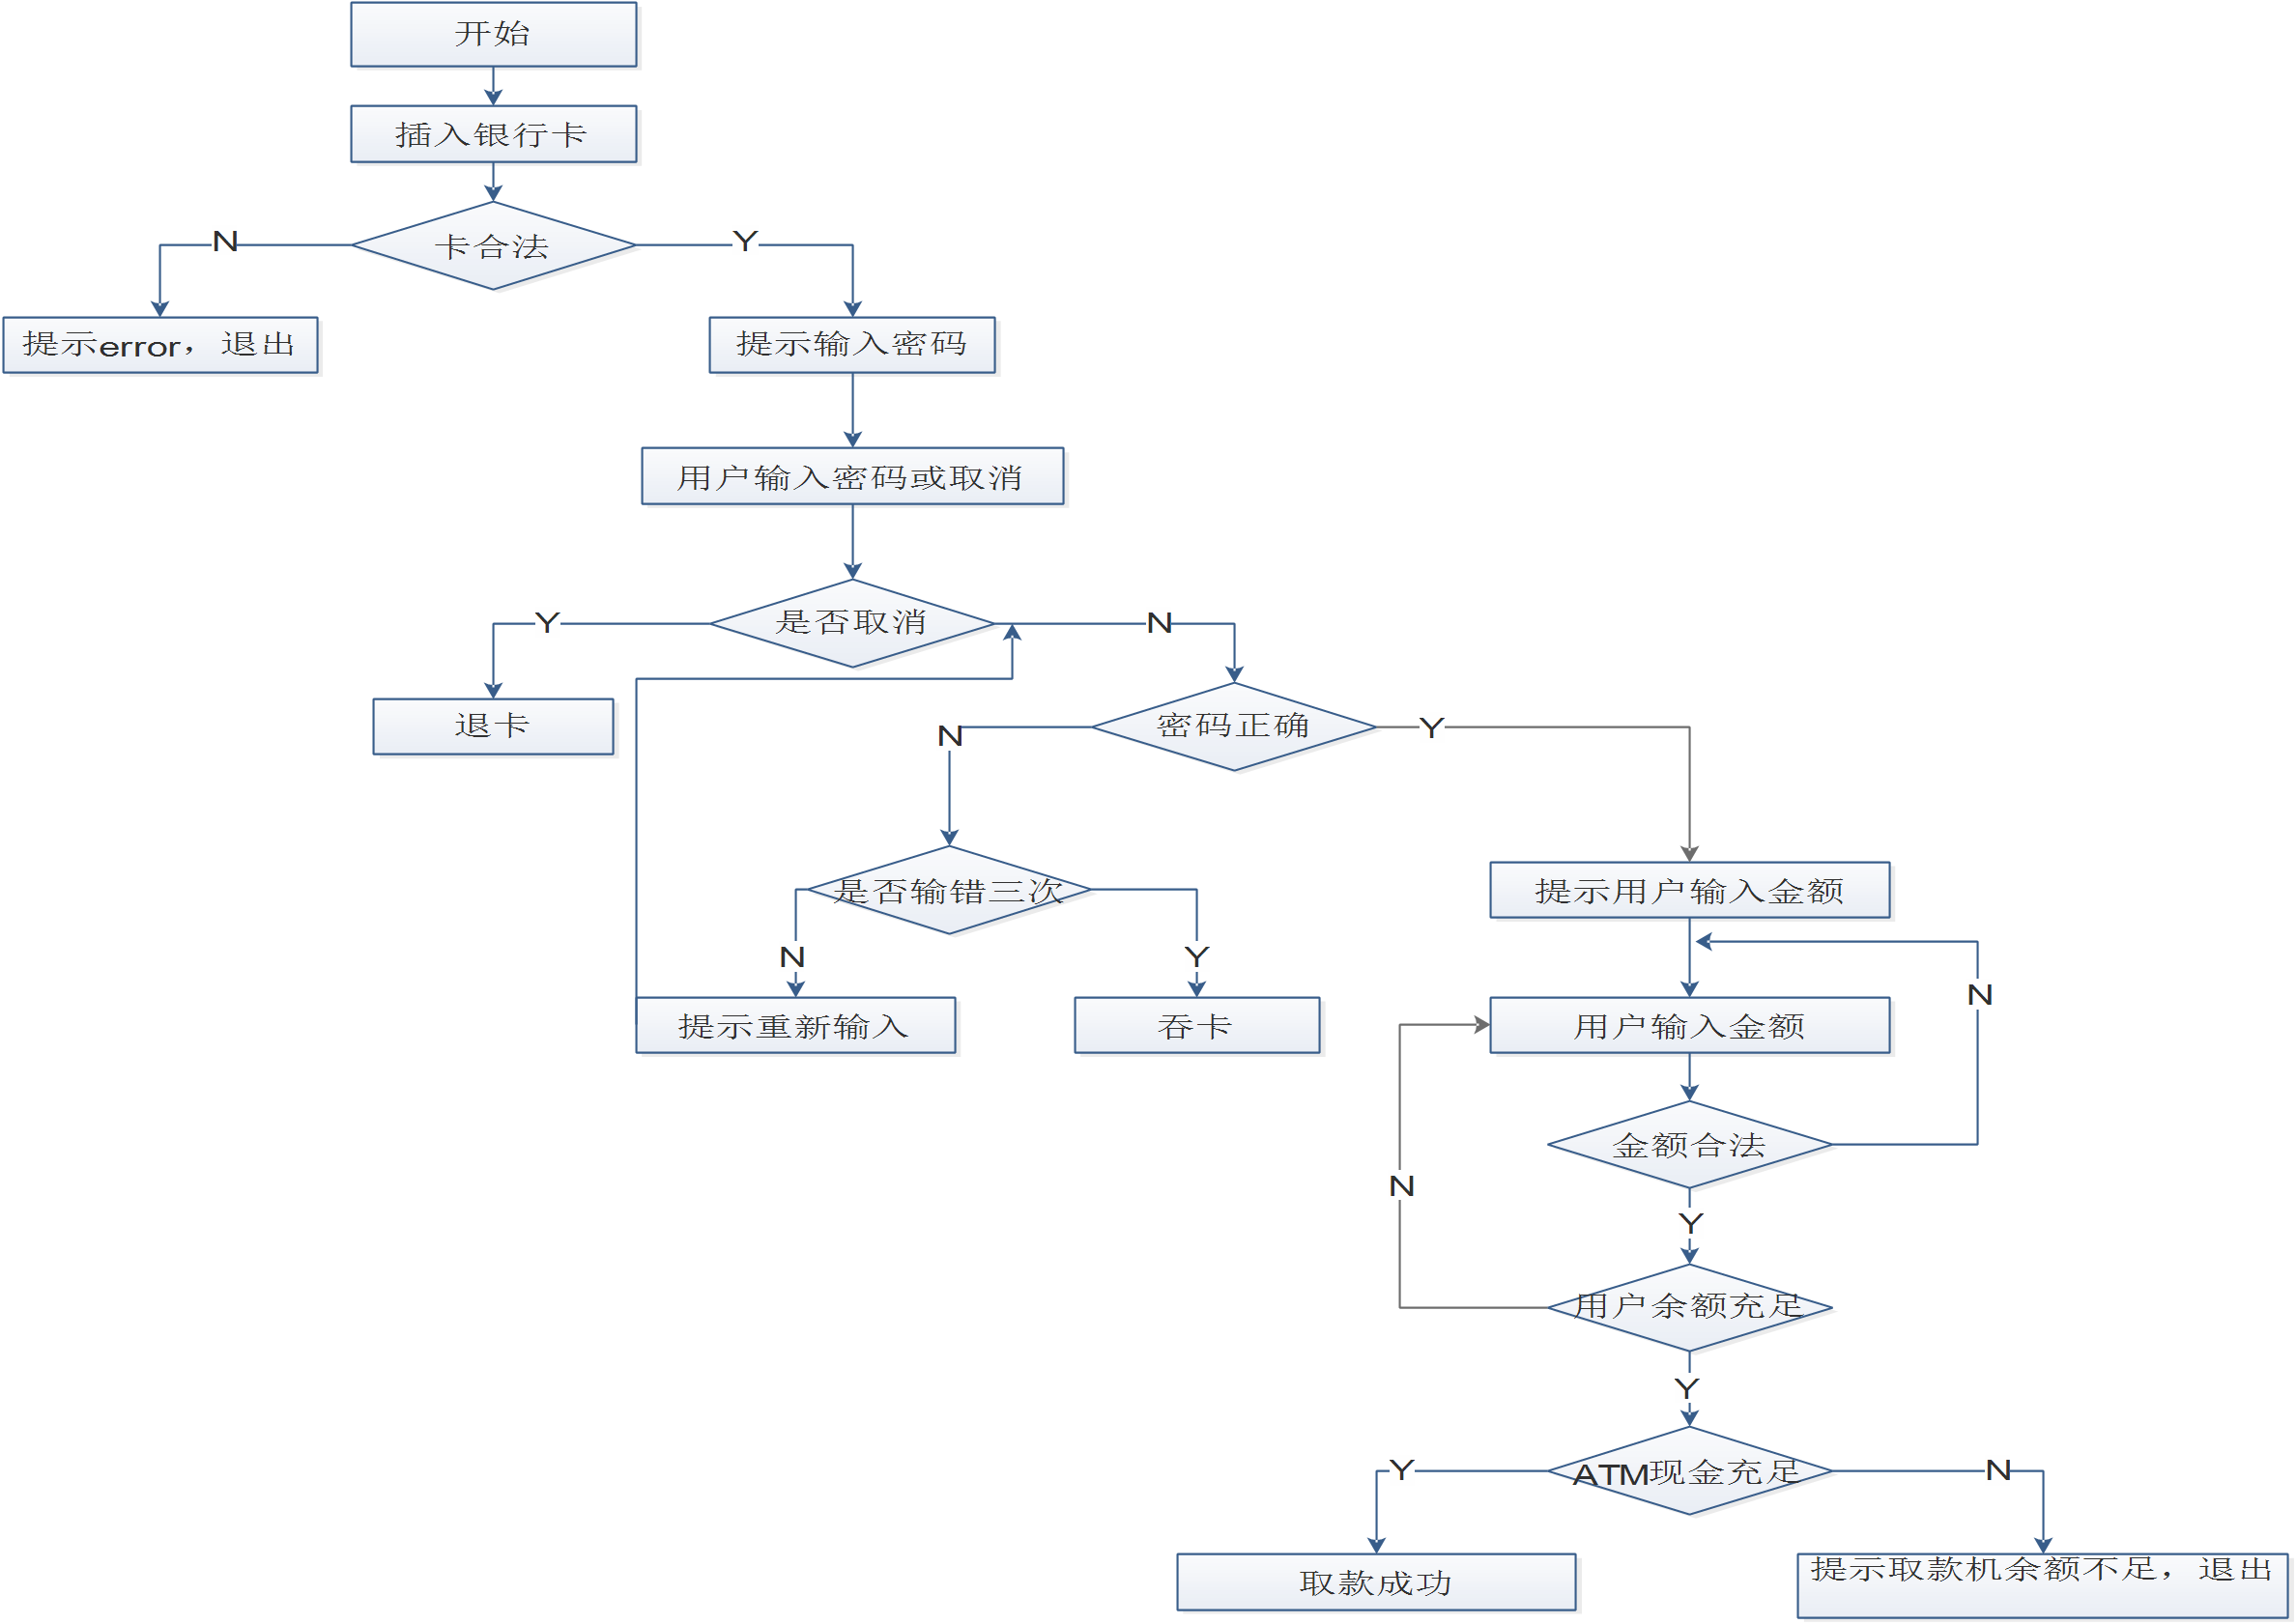 开始
插入银行卡
卡合法
N
Y
提示error，退出
提示输入密码
用户输入密码或取消
是否取消
Y
N
退卡
密码正确
N
Y
是否输错三次
提示用户输入金额
N
Y
N
提示重新输入
吞卡
用户输入金额
金额合法
N
Y
用户余额充足
Y
ATM现金充足
Y
N
取款成功
提示取款机余额不足，退出